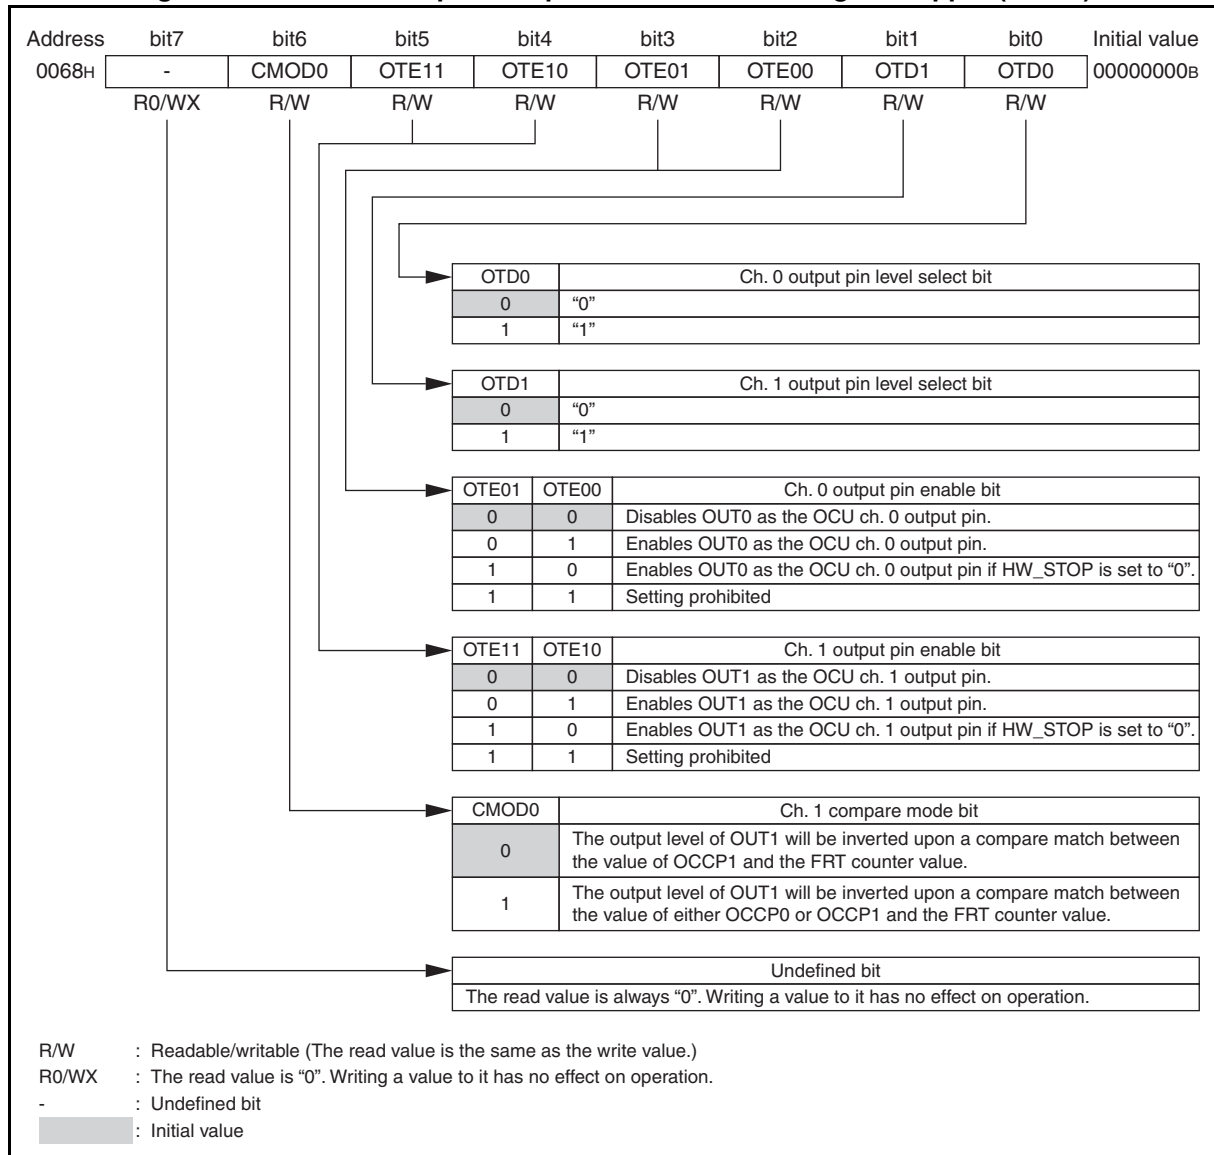 Address bit7 bit6 bit5 bit4 bit3 bit2 bit1 bit0 Initial value
0068H - CMOD0 OTE11 OTE10 OTE01 OTE00 OTD1 OTD0 00000000B
R0/WX R/W R/W R/W R/W R/W R/W R/W
OTD0 Ch. 0 output pin level select bit
0 “0”
1 “1”
OTD1 Ch. 1 output pin level select bit
0 “0”
1 “1”
OTE01 OTE00 Ch. 0 output pin enable bit
0 0 Disables OUT0 as the OCU ch. 0 output pin.
0 1 Enables OUT0 as the OCU ch. 0 output pin.
1 0 Enables OUT0 as the OCU ch. 0 output pin if HW_STOP is set to “0”.
1 1 Setting prohibited
OTE11 OTE10 Ch. 1 output pin enable bit
0 0 Disables OUT1 as the OCU ch. 1 output pin.
0 1 Enables OUT1 as the OCU ch. 1 output pin.
1 0 Enables OUT1 as the OCU ch. 1 output pin if HW_STOP is set to “0”.
1 1 Setting prohibited
CMOD0 Ch. 1 compare mode bit
0 The output level of OUT1 will be inverted upon a compare match between
the value of OCCP1 and the FRT counter value.
1 The output level of OUT1 will be inverted upon a compare match between
the value of either OCCP0 or OCCP1 and the FRT counter value.
Undefined bit
The read value is always “0”. Writing a value to it has no effect on operation.
R/W : Readable/writable (The read value is the same as the write value.)
R0/WX : The read value is “0”. Writing a value to it has no effect on operation.
- : Undefined bit
: Initial value